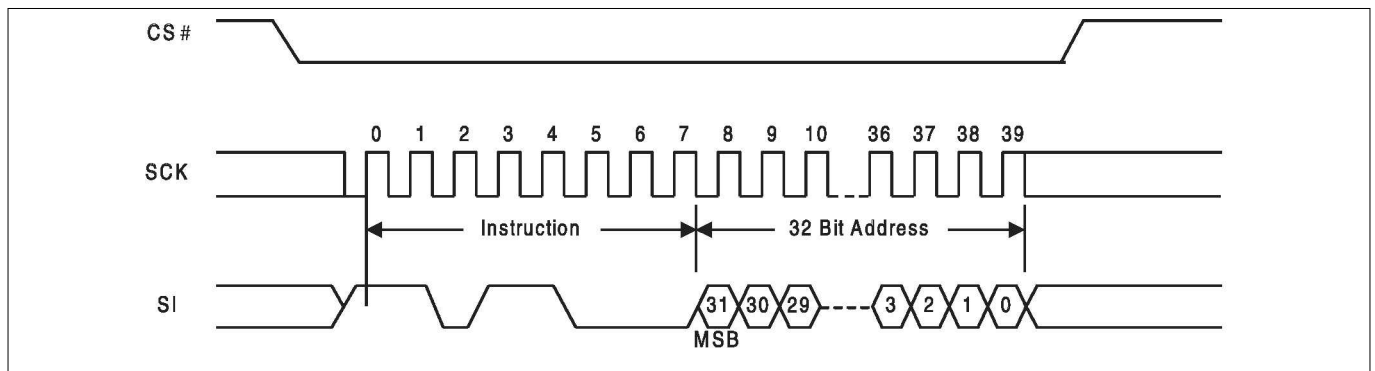 CS#
0 1 2 3 4 5 6 7 8 9 10 36 37 38 39
SCK
Instruction 32 Bit Address
SI 31 30 29 3 2 1 0
MSB